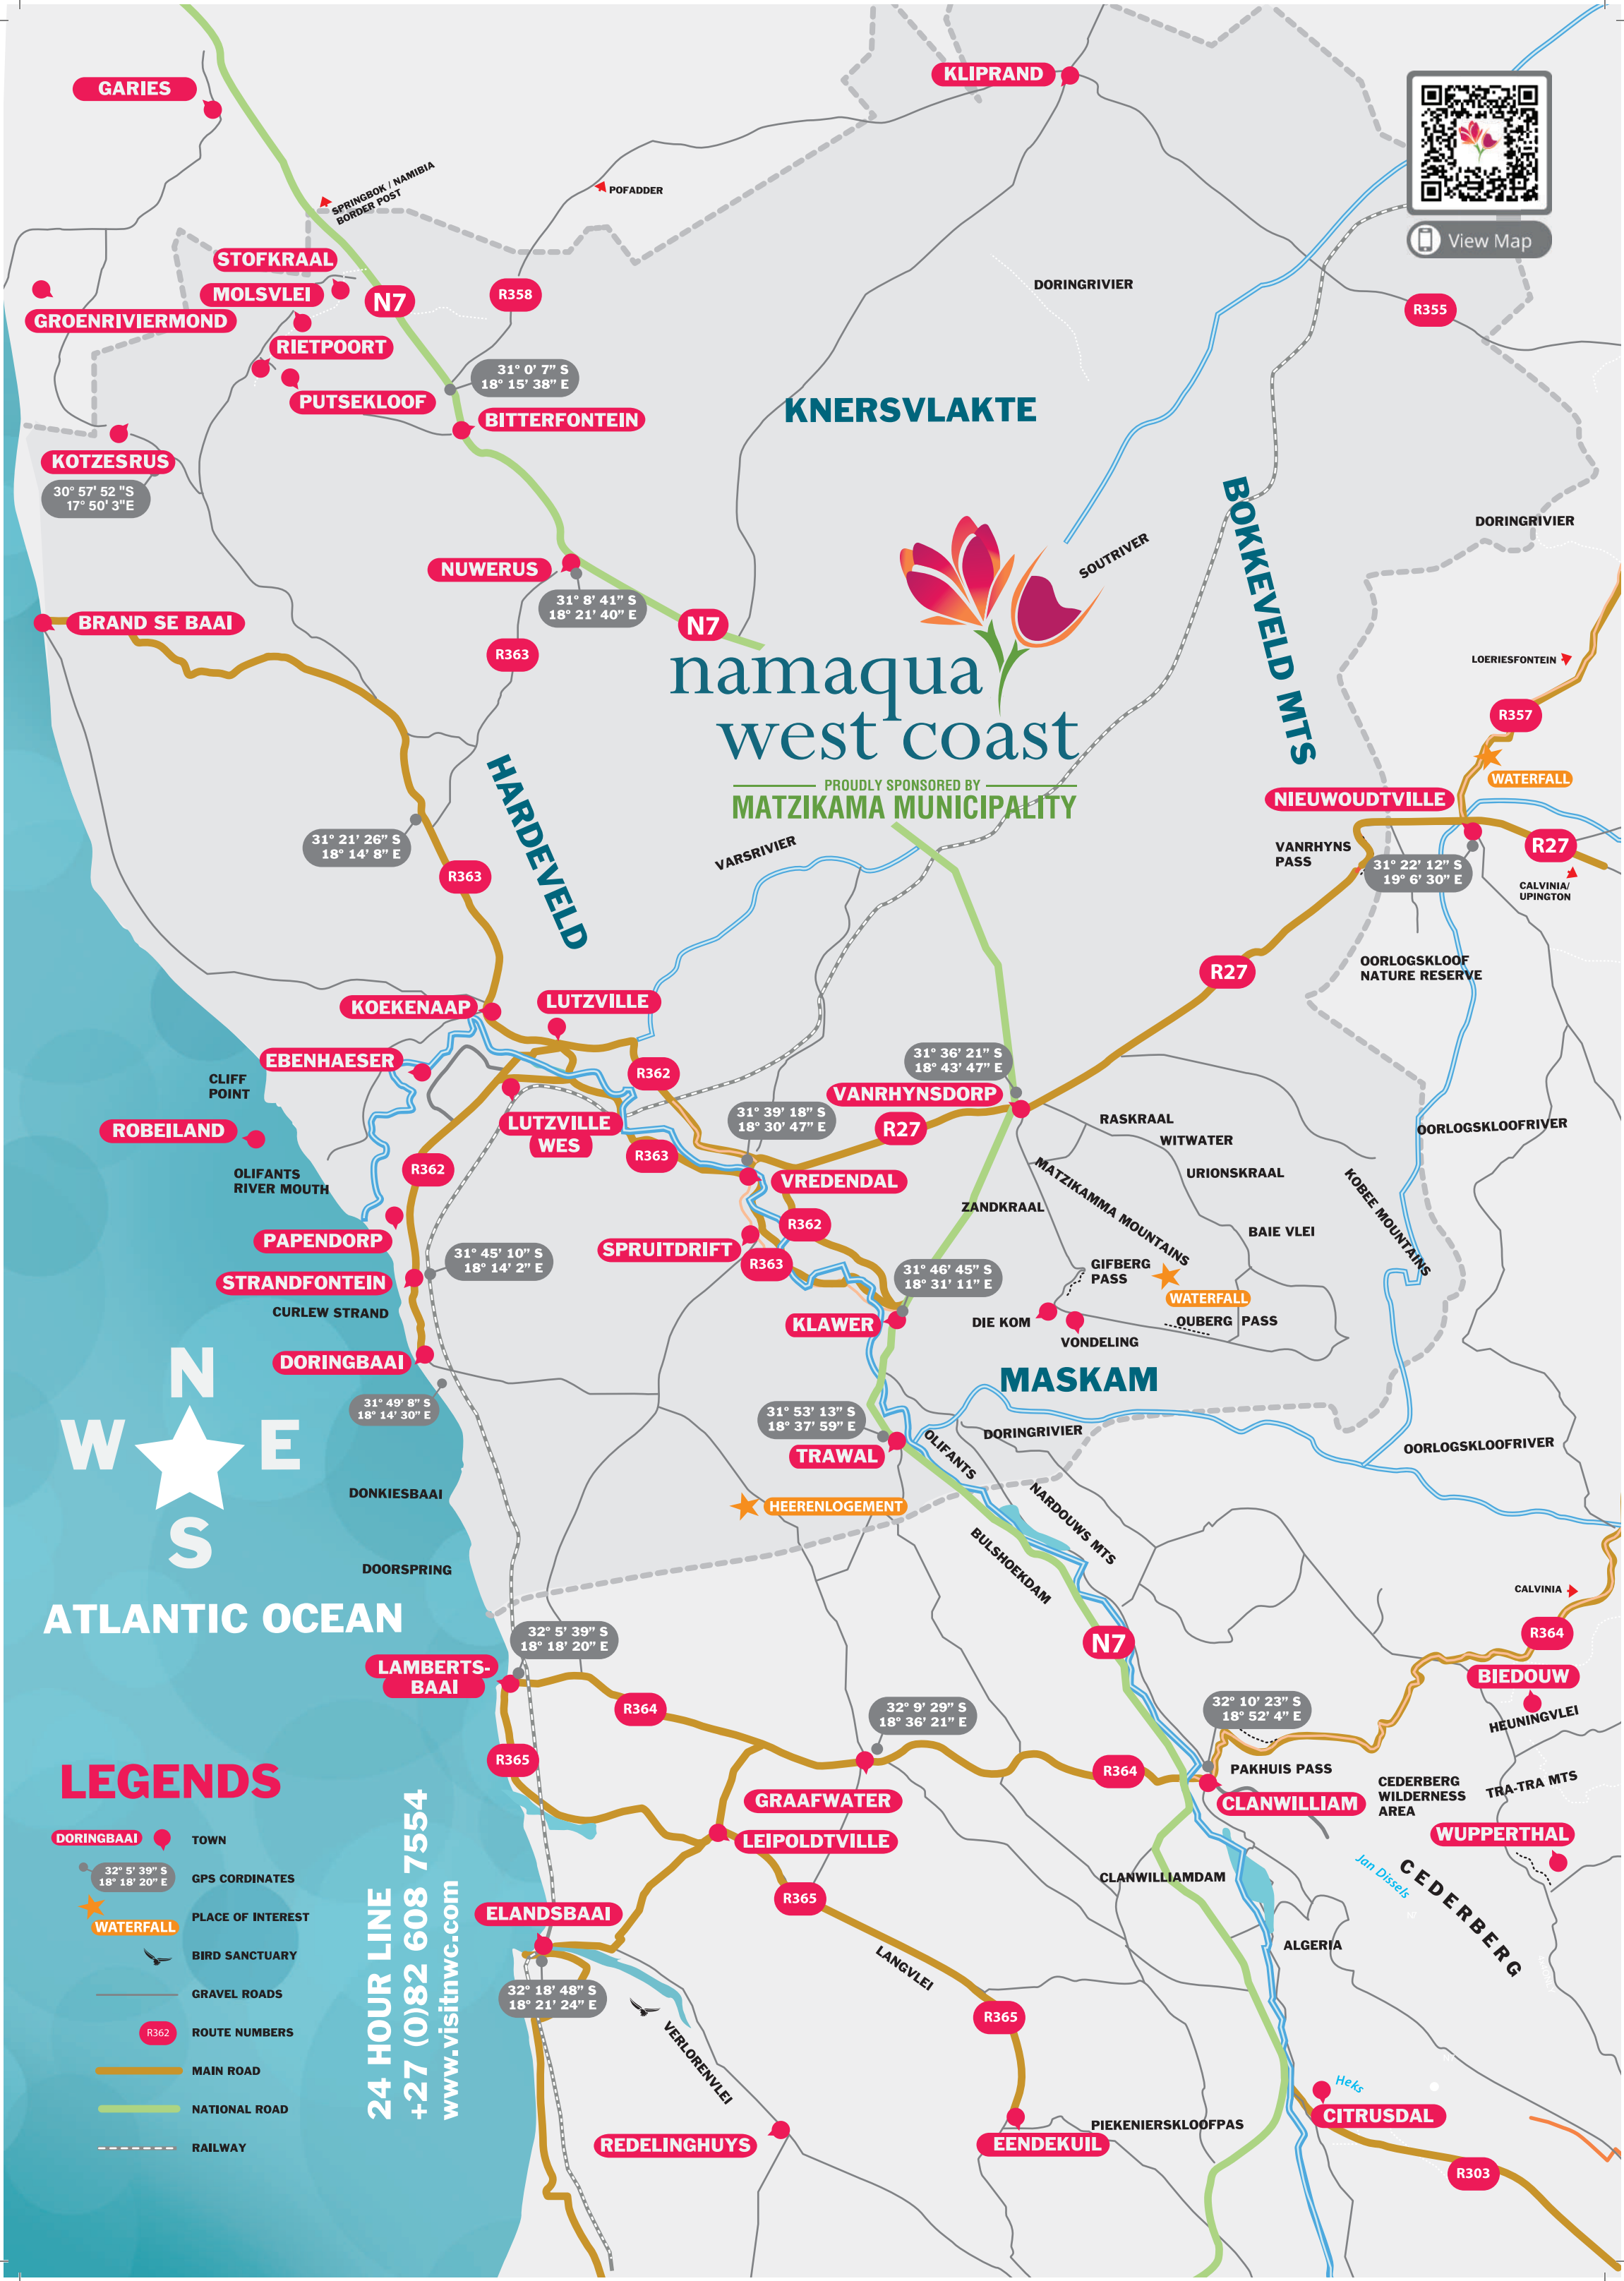 GARIES
KLIPRAND
View Map
SPRINGBOK / NAMIBIA
BORDER POST
POFADDER
STOFKRAAL
MOLSVLEI
N7
R358
DORINGRIVIER
R355
GROENRIVIERMOND
RIETPOORT
31° 0’ 7” S
18° 15’ 38” E
PUTSEKLOOF
BITTERFONTEIN
KNERSVLAKTE
KOTZESRUS
30° 57' 52 "S
17° 50' 3"E
BOKKEVELD MTS
DORINGRIVIER
SOUTRIVER
NUWERUS
31° 8’ 41” S
18° 21’ 40” E
N7
BRAND SE BAAI
R363
namaqua
west coast
PROUDLY SPONSORED BY
MATZIKAMA MUNICIPALITY
LOERIESFONTEIN
R357
WATERFALL
NIEUWOUDTVILLE
HARDEVELD
31° 21’ 26” S
18° 14’ 8” E
R363
VARSRIVIER
VANRHYNS
PASS
R27
31° 22’ 12” S
19° 6’ 30” E
CALVINIA/
UPINGTON
R27
OORLOGSKLOOF
NATURE RESERVE
KOEKENAAP
LUTZVILLE
EBENHAESER
CLIFF
POINT
R362
31° 36’ 21” S
18° 43’ 47” E
VANRHYNSDORP
ROBEILAND
LUTZVILLE
WES
31° 39’ 18” S
18° 30’ 47” E
R27
RASKRAAL
WITWATER
OORLOGSKLOOFRIVER
R363
R362
OLIFANTS
RIVER MOUTH
VREDENDAL
MATZIKAMMA MOUNTAINS
URIONSKRAAL
KOBEE MOUNTAINS
ZANDKRAAL
PAPENDORP
R362
BAIE VLEI
SPRUITDRIFT
31° 45’ 10” S
18° 14’ 2” E
R363
31° 46’ 45” S
18° 31’ 11” E
GIFBERG
PASS
STRANDFONTEIN
WATERFALL
CURLEW STRAND
KLAWER
DIE KOM
OUBERG PASS
VONDELING
DORINGBAAI
MASKAM
31° 49’ 8” S
18° 14’ 30” E
N
W
E
S
31° 53’ 13” S
18° 37’ 59” E
TRAWAL
OLIFANTS
DORINGRIVIER
OORLOGSKLOOFRIVER
DONKIESBAAI
HEERENLOGEMENT
NARDOUWS MTS
BULSHOEKDAM
DOORSPRING
CALVINIA
ATLANTIC OCEAN
32° 5’ 39” S
18° 18’ 20” E
N7
R364
LAMBERTS-
BAAI
BIEDOUW
R364
32° 9’ 29” S
18° 36’ 21” E
32° 10’ 23” S
18° 52’ 4” E
HEUNINGVLEI
R365
R364
PAKHUIS PASS
LEGENDS
GRAAFWATER
CLANWILLIAM
CEDERBERG
WILDERNESS
AREA
TRA-TRA MTS
LEIPOLDTVILLE
WUPPERTHAL
DORINGBAAI
TOWN
32° 5’ 39” S
18° 18’ 20” E
GPS CORDINATES
WATERFALL
PLACE OF INTEREST
BIRD SANCTUARY
GRAVEL ROADS
R362
ROUTE NUMBERS
MAIN ROAD
NATIONAL ROAD
RAILWAY
24 HOUR LINE
+27 (0)82 608 7554
www.visitnwc.com
CLANWILLIAMDAM
Jan Dissels
CEDERBERG
R365
ELANDSBAAI
ALGERIA
LANGVLEI
32° 18’ 48” S
18° 21’ 24” E
R365
VERLORENVLEI
Heks
CITRUSDAL
PIEKENIERSKLOOFPAS
REDELINGHUYS
EENDEKUIL
R303